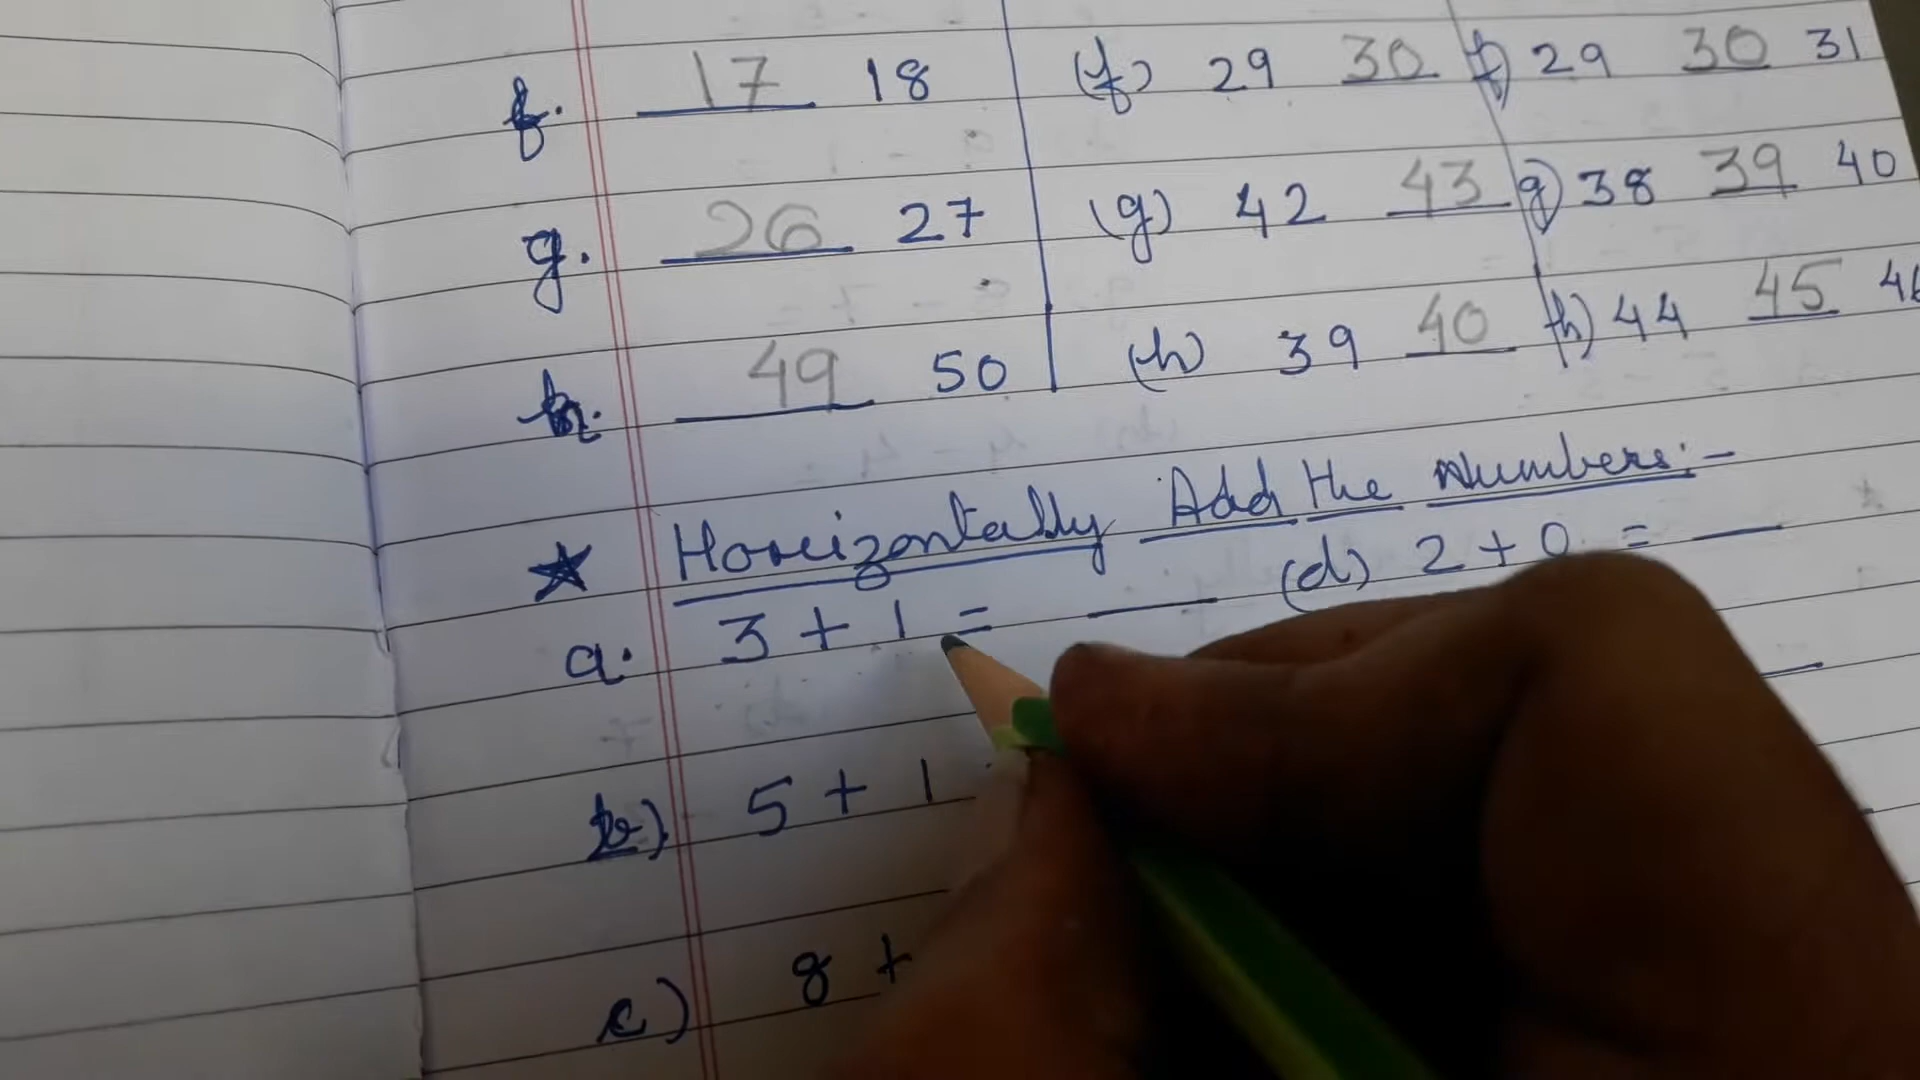 f. 17 18 (f) 29 30 f) 29 30 31
g. 26 27 (g) 42 43 g) 38 39 40
h. 49 50 (h) 39 40 h) 44 45 46
Horizontally Add the Numbers:-
a. 3 + 1 = (d) 2 + 0 =
b) 5 + 1
c) 8 +